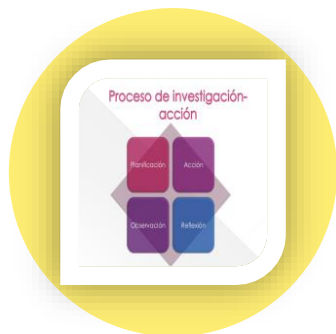 Proceso de investigación-
acción
Planificación
Acción
Observación
Reflexión